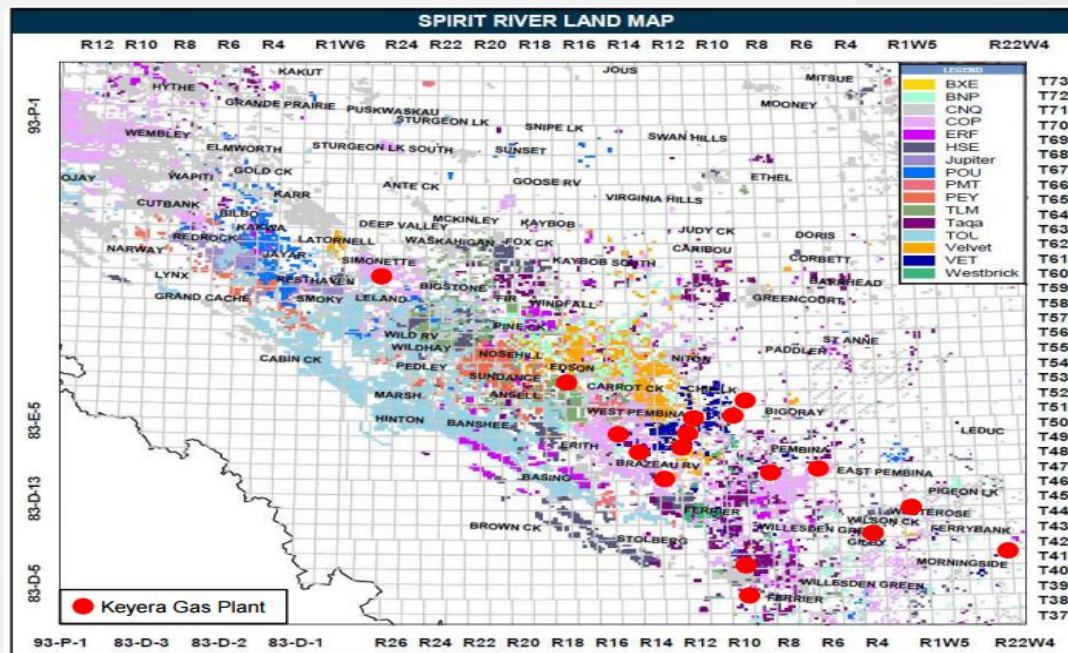 SPIRIT RIVER LAND MAP
R12 R10 R8 R6 R4 R1W6 R24 R22 R20 R18 R16 R14 R12 R10 R8 R6 R4 R1W5 R22W4
93-P-1
83-E-5
83-D-13
83-D-5
T73
T72
T71
T70
T69
T68
T67
T66
T65
T64
T63
T62
T61
T60
T59
T58
T57
T56
T55
T54
T53
T52
T51
T50
T49
T48
T47
T46
T45
T44
T43
T42
T41
T40
T39
T38
T37
LEGEND
BXE
BNP
CNQ
COP
ERF
HSE
Jupiter
POU
PMT
PEY
TLM
Taqa
TOU
Velvet
VET
Westbrick
KAKUT
JOUS
MITSUE
HYTHE
GRANDE PRAIRIE
PUSKWASKAU
MOONEY
STURGEON LK
SNIPE LK
WEMBLEY
SWAN HILLS
ELMWORTH
STURGEON LK SOUTH
SUNSET
OJAY
WAPITI
GOLD CK
ANTE CK
GOOSE RV
ETHEL
CUTBANK
KARR
VIRGINIA HILLS
BILBO
MCKINLEY
KAKWA
DEEP VALLEY
KAYBOB
REDROCK
LATORNELL
WASKAHIGAN
FOX CK
JUDY CK
DORIS
NARWAY
JAYAR
SIMONETTE
KAYBOB SOUTH
CARIBOU
CORBETT
LYNX
RESTHAVEN
BIGSTONE
BARRHEAD
GRAND CACHE
SMOKY
LELAND
FIR
WINDFALL
GREENCOURT
WILD RV
PINE CK
CABIN CK
WILDHAY
NOSEHILL
NITON
PADDLER
ST ANNE
PEDLEY
SUNDANCE
EDSON
MARSH
ANSELL
CARROT CK
HINTON
BANSHEE
WEST PEMBINA
BIGORAY
LEDUC
ERITH
PEMBINA
BASING
BRAZEAU RV
EAST PEMBINA
PIGEON LK
BROWN CK
FERRIER
STOLBERG
WILSON CK
FERRYBANK
MORNINGSIDE
WILLESDEN GREEN
FERRIER
Keyera Gas Plant
93-P-1 83-D-3 83-D-2 83-D-1 R26 R24 R22 R20 R18 R16 R14 R12 R10 R8 R6 R4 R1W5 R22W4